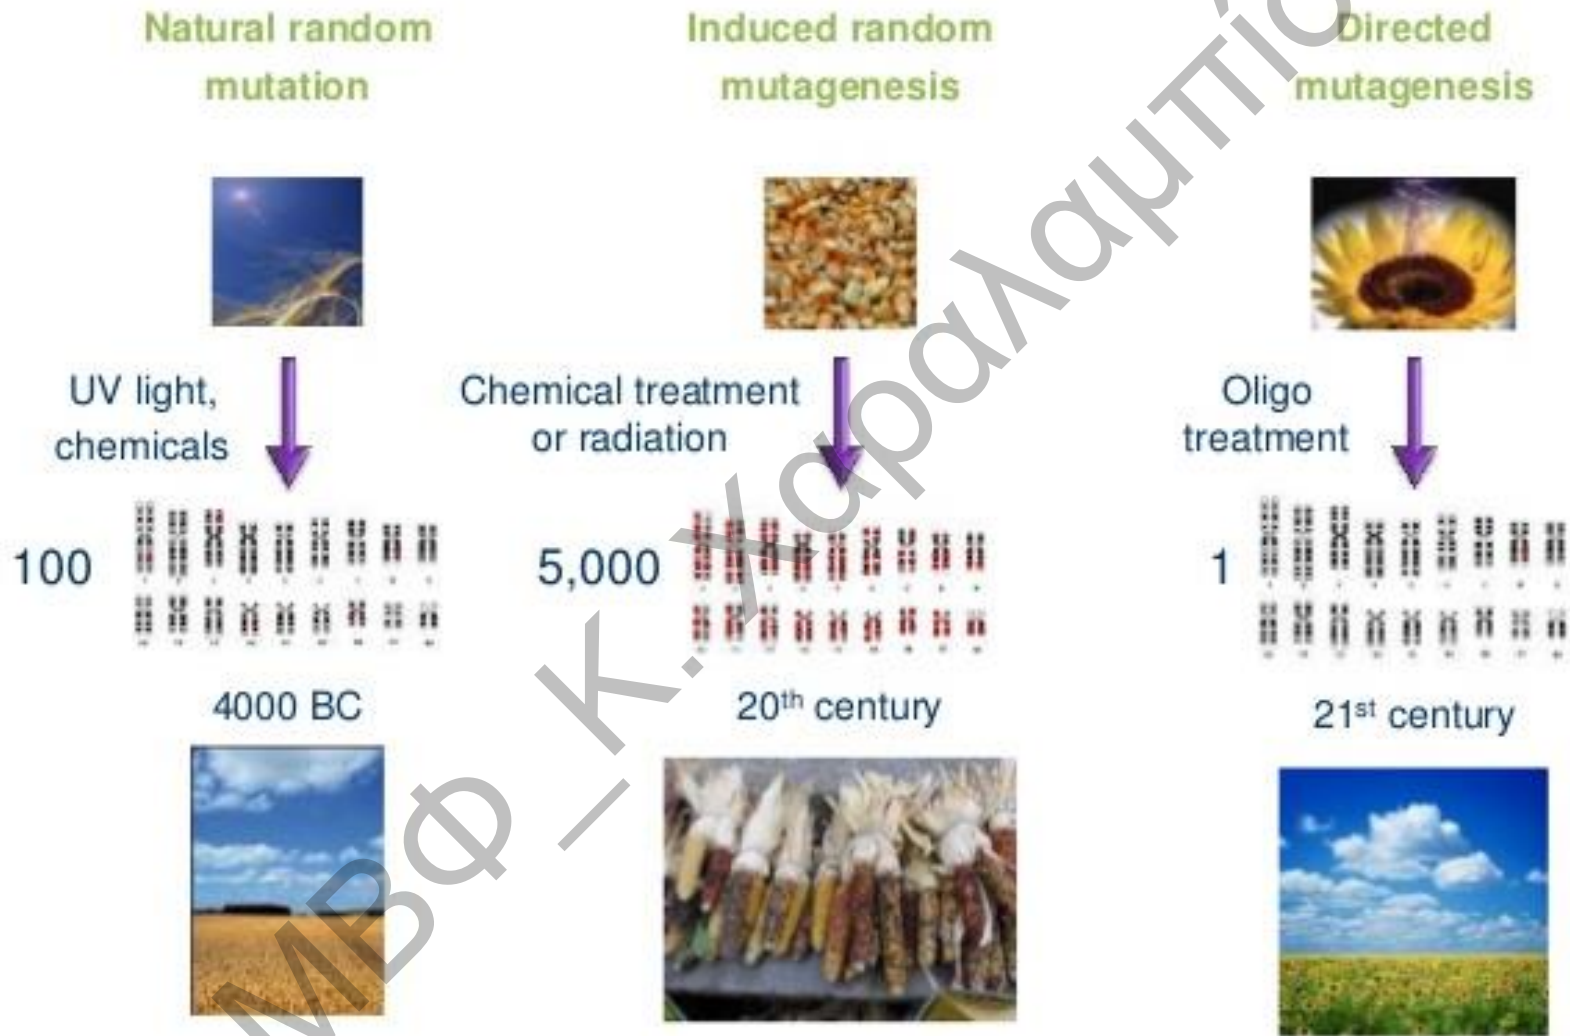 Natural random
mutation
Induced random
mutagenesis
Directed
mutagenesis
UV light,
chemicals
Chemical treatment
or radiation
Oligo
treatment
100
5,000
1
4000 BC
20th century
21st century
ΜΒΦ_Κ. Χαραλαμπίδ